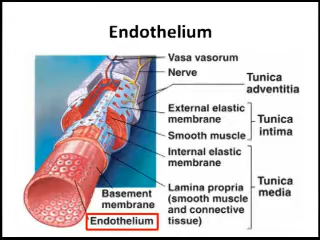 Endothelium
Vasa vasorum
Nerve
Tunica
adventitia
External elastic
membrane
Smooth muscle
Tunica
intima
Internal elastic
membrane
Lamina propria
(smooth muscle
and connective
tissue)
Tunica
media
Basement
membrane
Endothelium